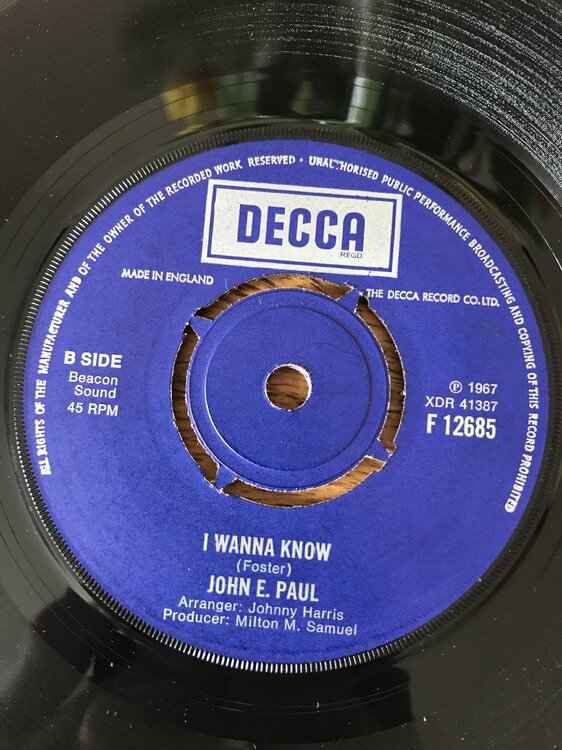 ALL RIGHTS OF THE MANUFACTURER AND OF THE OWNER OF THE RECORDED WORK RESERVED · UNAUTHORISED PUBLIC PERFORMANCE BROADCASTING AND COPYING OF THIS RECORD PROHIBITED
DECCA
REGD.
MADE IN ENGLAND
THE DECCA RECORD CO. LTD.
B SIDE
Beacon
Sound
45 RPM
℗ 1967
XDR 41387
F 12685
I WANNA KNOW
(Foster)
JOHN E. PAUL
Arranger: Johnny Harris
Producer: Milton M. Samuel